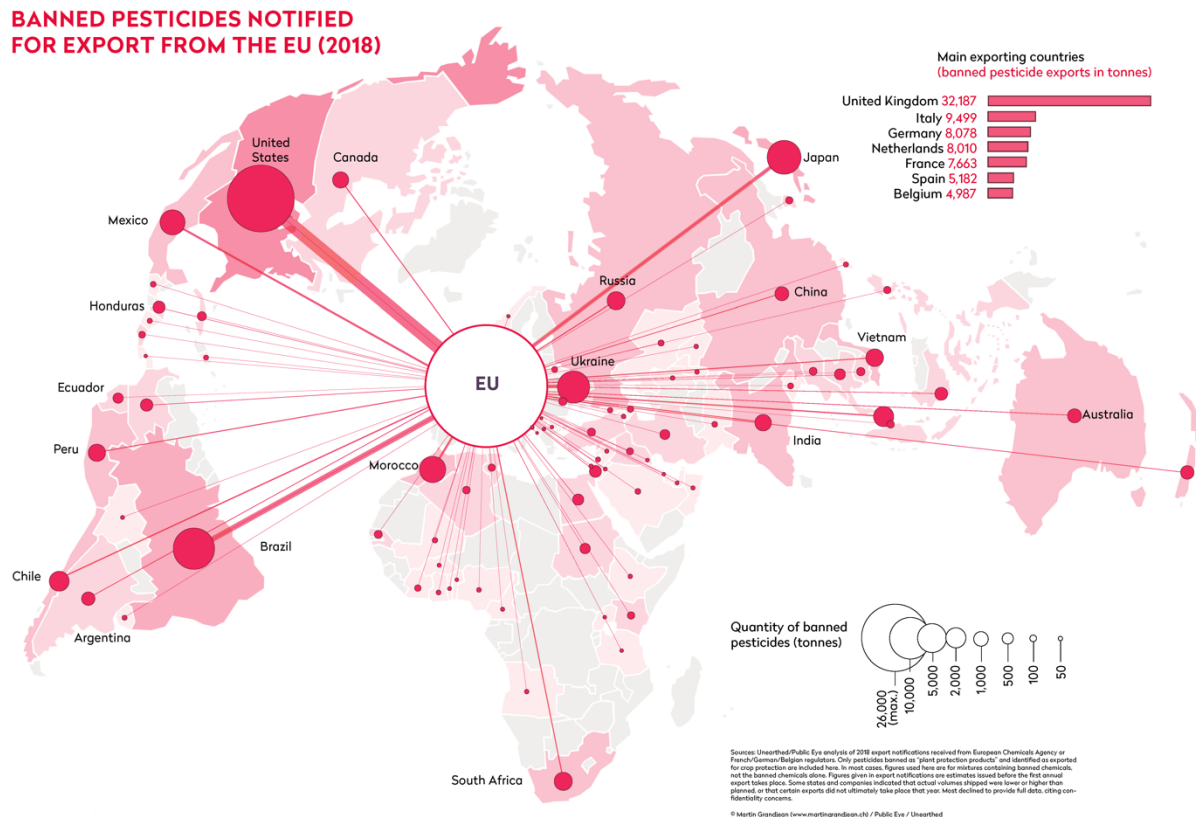 BANNED PESTICIDES NOTIFIED
FOR EXPORT FROM THE EU (2018)
Main exporting countries
(banned pesticide exports in tonnes)
United Kingdom 32,187
Italy 9,499
Germany 8,078
Netherlands 8,010
France 7,663
Spain 5,182
Belgium 4,987
United
States
Canada
Japan
Mexico
Russia
China
Honduras
Vietnam
Ukraine
EU
Ecuador
Australia
India
Peru
Morocco
Brazil
Chile
Argentina
South Africa
Quantity of banned
pesticides (tonnes)
26,000
(max.)
10,000
5,000
2,000
1,000
500
100
50
Sources: Unearthed/Public Eye analysis of 2018 export notifications received from European Chemicals Agency or
French/German/Belgian regulators. Only pesticides banned as "plant protection products" and identified as exported
for crop protection are included here. In most cases, figures used here are for mixtures containing banned chemicals,
not the banned chemicals alone. Figures given in export notifications are estimates issued before the first annual
export takes place. Some states and companies indicated that actual volumes shipped were lower or higher than
planned, or that certain exports did not ultimately take place that year. Most declined to provide full data, citing con-
fidentiality concerns.
© Martin Grandjean (www.martingrandjean.ch) / Public Eye / Unearthed